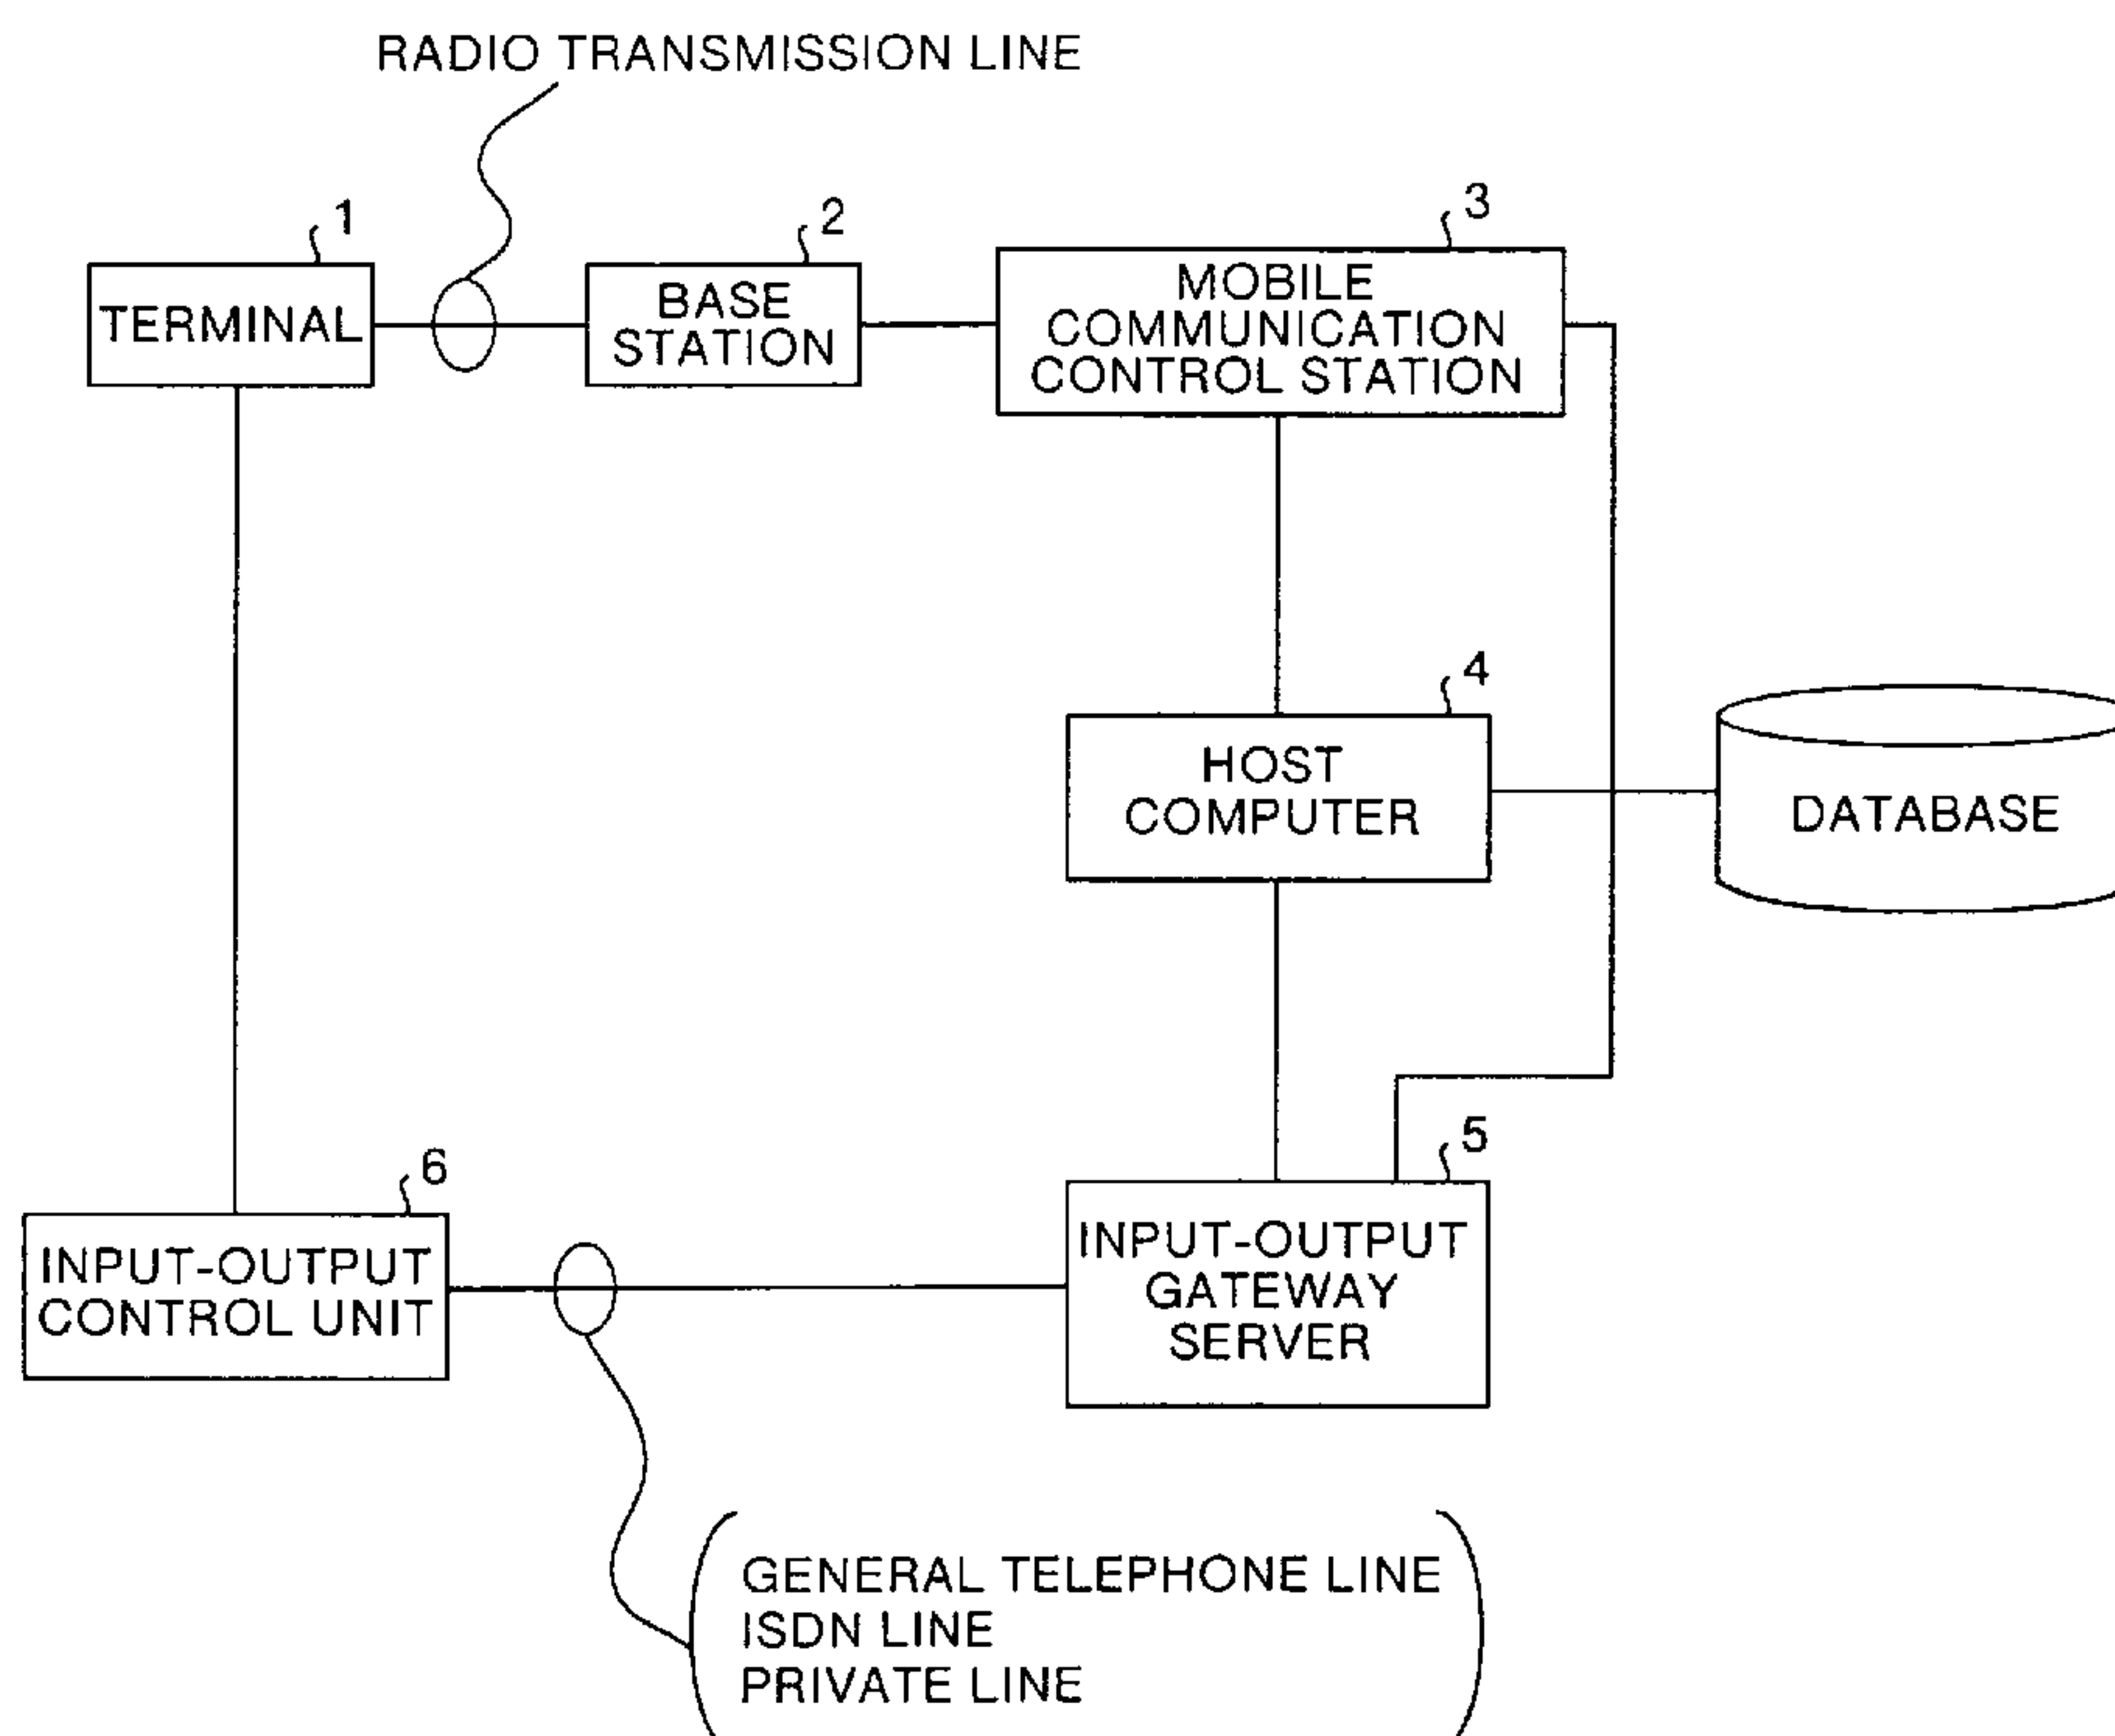 RADIO TRANSMISSION LINE
1
2
3
TERMINAL
BASE
STATION
MOBILE
COMMUNICATION
CONTROL STATION
4
HOST
COMPUTER
DATABASE
5
6
INPUT-OUTPUT
CONTROL UNIT
INPUT-OUTPUT
GATEWAY
SERVER
GENERAL TELEPHONE LINE
ISDN LINE
PRIVATE LINE